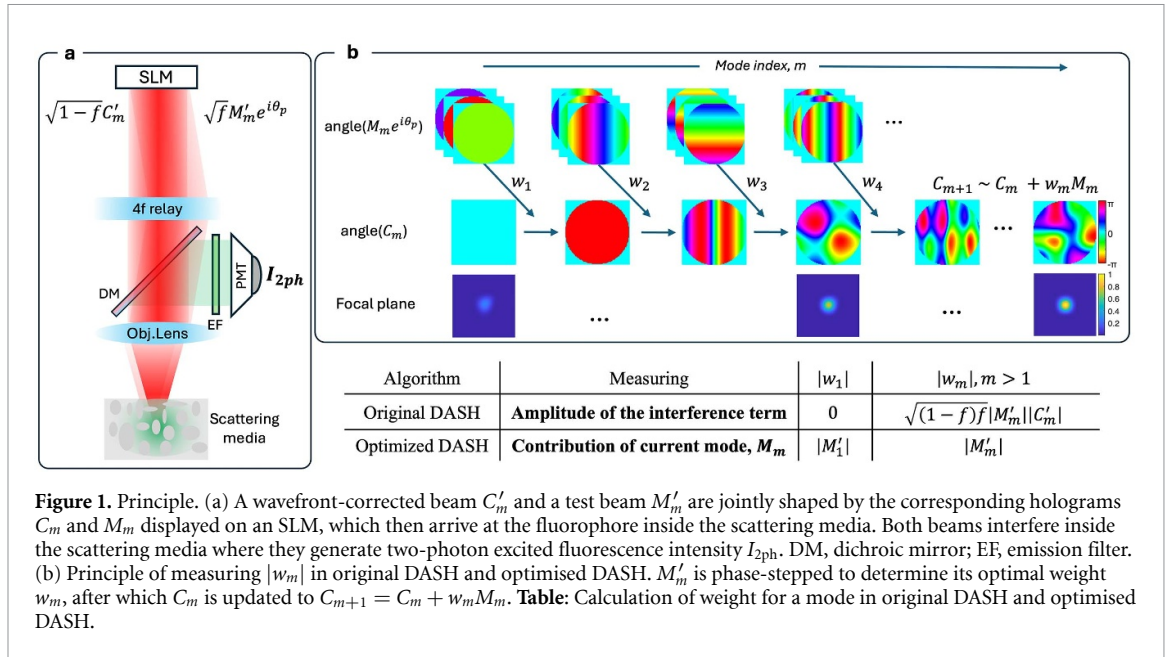 a
SLM
√1−fC′ₘ
√fM′ₘe^{iθₚ}
4f relay
DM
EF
PMT
I₂ₚₕ
Obj.Lens
Scattering
media
b
Mode index, m
angle(Mₘe^{iθₚ})
...
w₁
w₂
w₃
w₄
Cₘ₊₁ ~ Cₘ + wₘMₘ
angle(Cₘ)
...
π
0
-π
Focal plane
...
...
1
0.8
0.6
0.4
0.2
Algorithm Measuring |w₁| |wₘ|, m > 1
Original DASH Amplitude of the interference term 0 √(1 − f)f|M′ₘ||C′ₘ|
Optimized DASH Contribution of current mode, Mₘ |M′₁| |M′ₘ|
Figure 1. Principle. (a) A wavefront-corrected beam C′ₘ and a test beam M′ₘ are jointly shaped by the corresponding holograms
Cₘ and Mₘ displayed on an SLM, which then arrive at the fluorophore inside the scattering media. Both beams interfere inside
the scattering media where they generate two-photon excited fluorescence intensity I₂ₚₕ. DM, dichroic mirror; EF, emission filter.
(b) Principle of measuring |wₘ| in original DASH and optimised DASH. M′ₘ is phase-stepped to determine its optimal weight
wₘ, after which Cₘ is updated to Cₘ₊₁ = Cₘ + wₘMₘ. Table: Calculation of weight for a mode in original DASH and optimised
DASH.